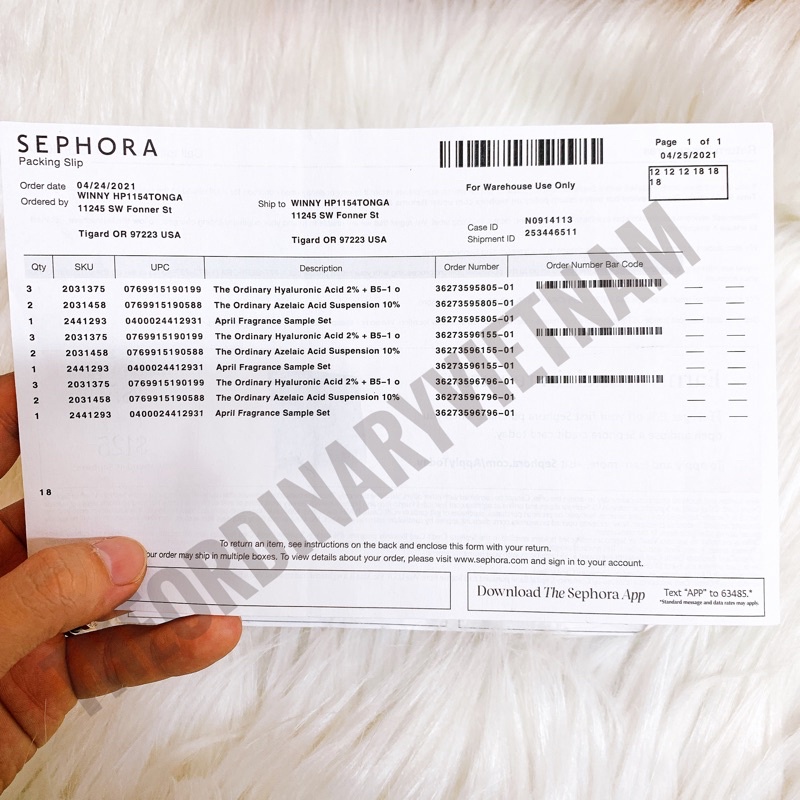 SEPHORA
Packing Slip
Order date 04/24/2021
Ordered by WINNY HP1154TONGA
11245 SW Fonner St
Tigard OR 97223 USA
Ship to WINNY HP1154TONGA
11245 SW Fonner St
Tigard OR 97223 USA
For Warehouse Use Only
Case ID N0914113
Shipment ID 253446511
Page 1 of 1
04/25/2021
12 12 12 18 18
18
Qty SKU UPC Description Order Number Order Number Bar Code
3 2031375 0769915190199 The Ordinary Hyaluronic Acid 2% + B5-1 o 36273595805-01
2 2031458 0769915190588 The Ordinary Azelaic Acid Suspension 10% 36273595805-01
1 2441293 0400024412931 April Fragrance Sample Set 36273595805-01
3 2031375 0769915190199 The Ordinary Hyaluronic Acid 2% + B5-1 o 36273596155-01
2 2031458 0769915190588 The Ordinary Azelaic Acid Suspension 10% 36273596155-01
1 2441293 0400024412931 April Fragrance Sample Set 36273596155-01
3 2031375 0769915190199 The Ordinary Hyaluronic Acid 2% + B5-1 o 36273596796-01
2 2031458 0769915190588 The Ordinary Azelaic Acid Suspension 10% 36273596796-01
1 2441293 0400024412931 April Fragrance Sample Set 36273596796-01
18
To return an item, see instructions on the back and enclose this form with your return.
our order may ship in multiple boxes. To view details about your order, please visit www.sephora.com and sign in to your account.
Download The Sephora App
Text "APP" to 63485.*
*Standard message and data rates may apply.
THEORDINARYVIETNAM